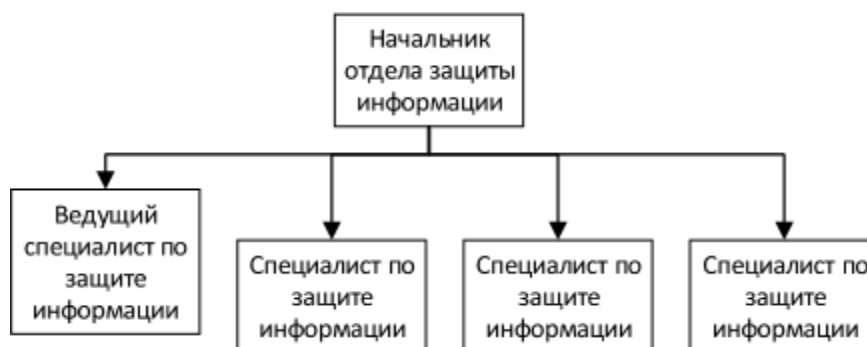 Начальник
отдела защиты
информации
Ведущий
специалист по
защите
информации
Специалист по
защите
информации
Специалист по
защите
информации
Специалист по
защите
информации